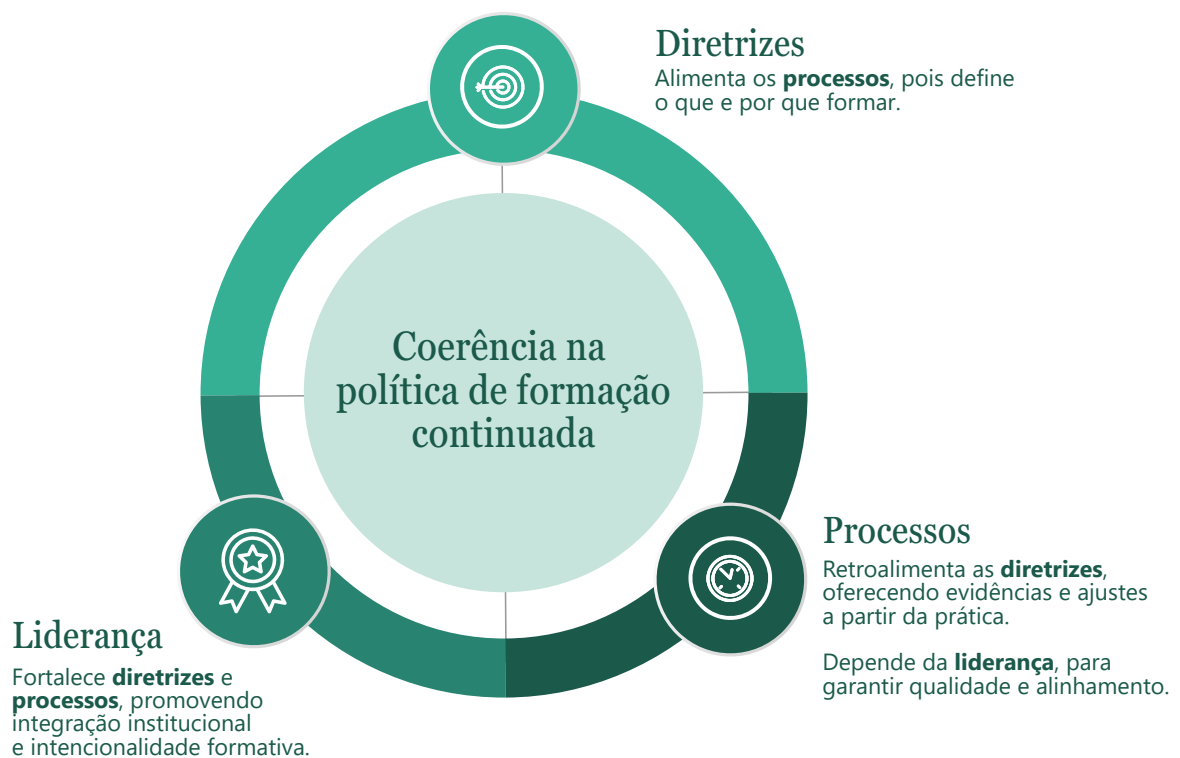 Diretrizes
Alimenta os processos, pois define
o que e por que formar.
Coerência na
política de formação
continuada
Processos
Retroalimenta as diretrizes,
oferecendo evidências e ajustes
a partir da prática.
Depende da liderança, para
garantir qualidade e alinhamento.
Liderança
Fortalece diretrizes e
processos, promovendo
integração institucional
e intencionalidade formativa.